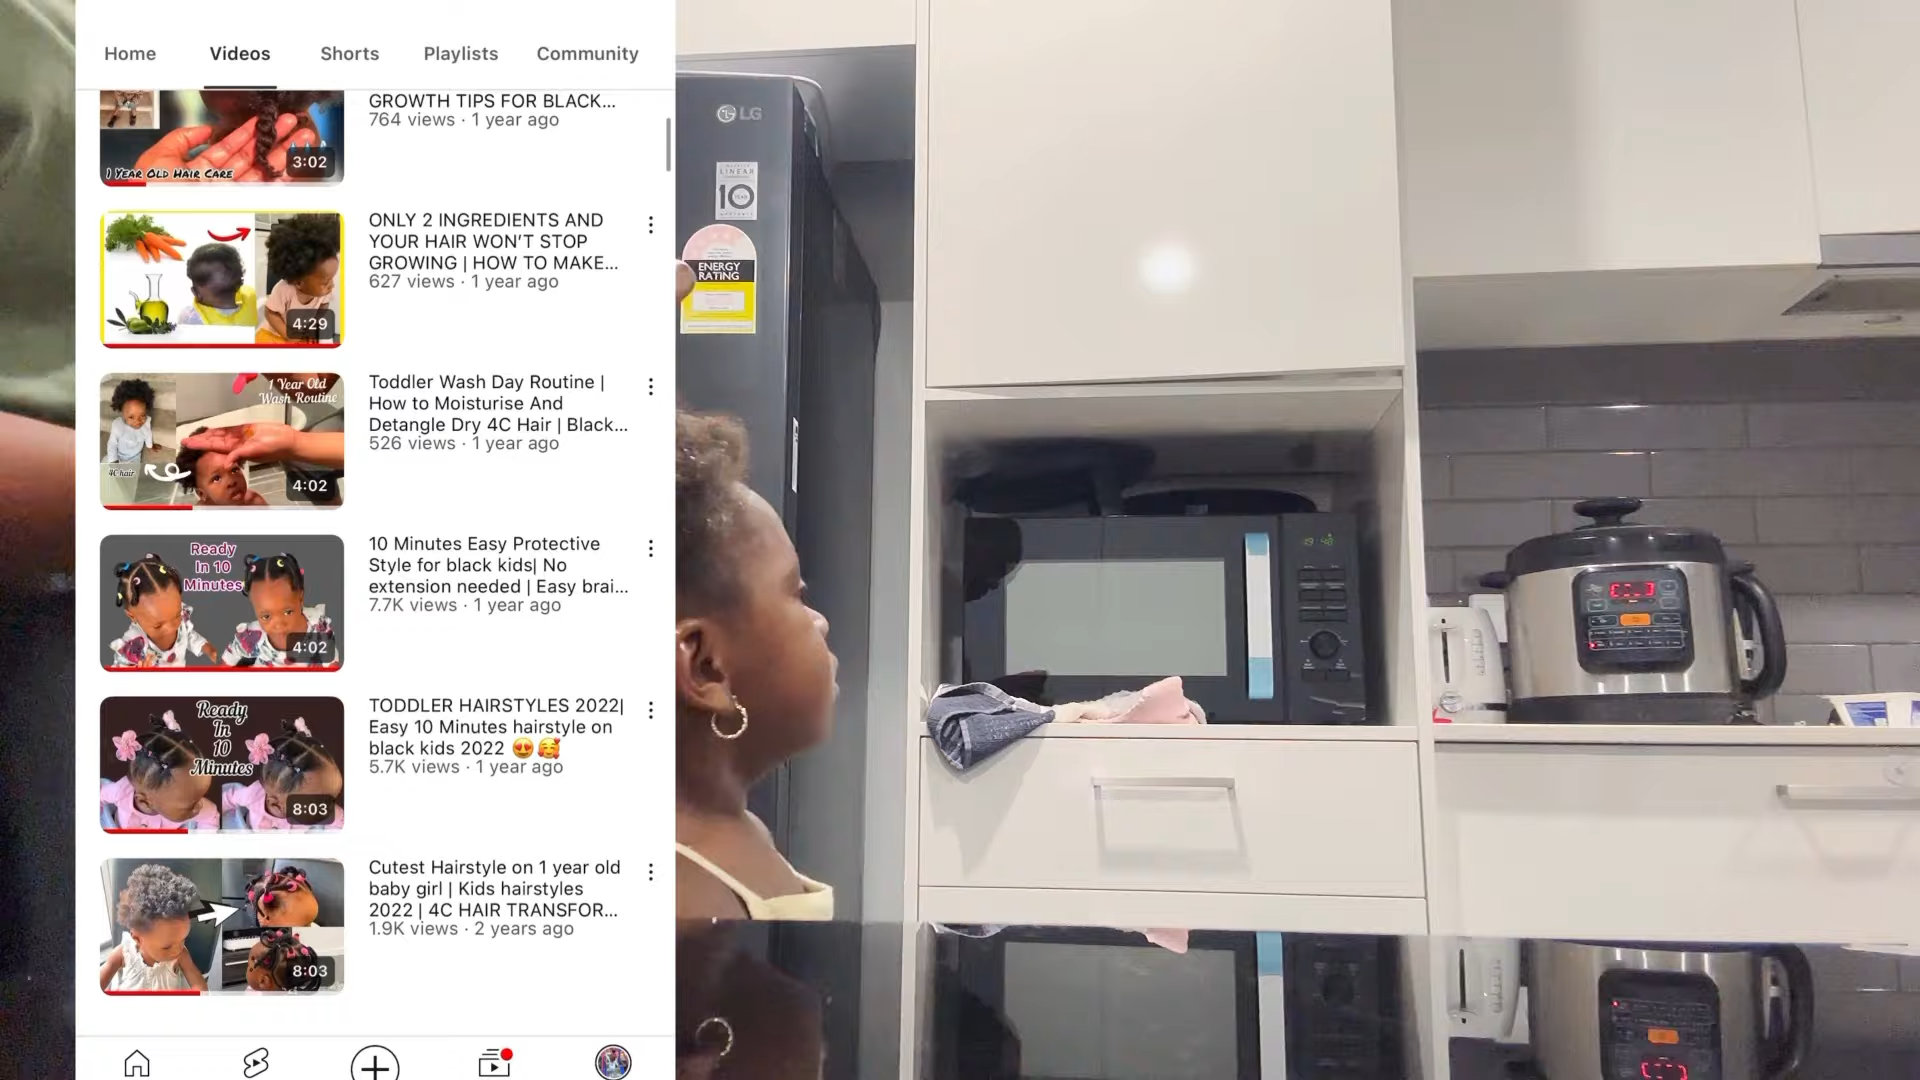 Home
Videos
Shorts
Playlists
Community
GROWTH TIPS FOR BLACK...
764 views · 1 year ago
1 YEAR OLD HAIR CARE
3:02
ONLY 2 INGREDIENTS AND
YOUR HAIR WON'T STOP
GROWING | HOW TO MAKE...
627 views · 1 year ago
4:29
1 Year Old
Wash Routine
4C hair
4:02
Toddler Wash Day Routine |
How to Moisturise And
Detangle Dry 4C Hair | Black...
526 views · 1 year ago
Ready
In 10
Minutes
4:02
10 Minutes Easy Protective
Style for black kids| No
extension needed | Easy brai...
7.7K views · 1 year ago
Ready
In
10
Minutes
8:03
TODDLER HAIRSTYLES 2022|
Easy 10 Minutes hairstyle on
black kids 2022 😍🥰
5.7K views · 1 year ago
8:03
Cutest Hairstyle on 1 year old
baby girl | Kids hairstyles
2022 | 4C HAIR TRANSFOR...
1.9K views · 2 years ago
LG
LINEAR
10
YEAR
ENERGY
RATING